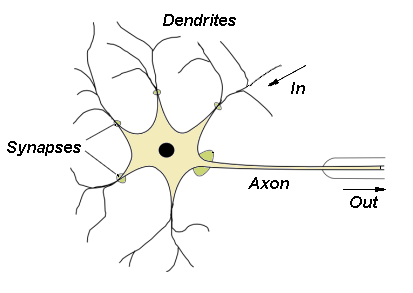 Dendrites
In
Synapses
Axon
Out